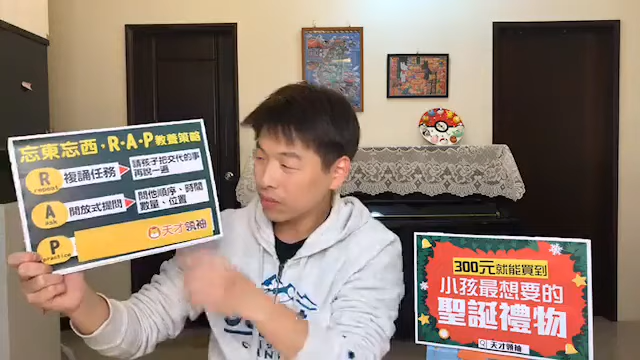 忘東忘西，R·A·P教養策略
R
repeat
複誦任務
請孩子把交代的事
再說一遍
A
ask
開放式提問
問他順序、時間
數量、位置
P
practice
天才領袖
300元就能買到
小孩最想要的
聖誕禮物
天才領袖